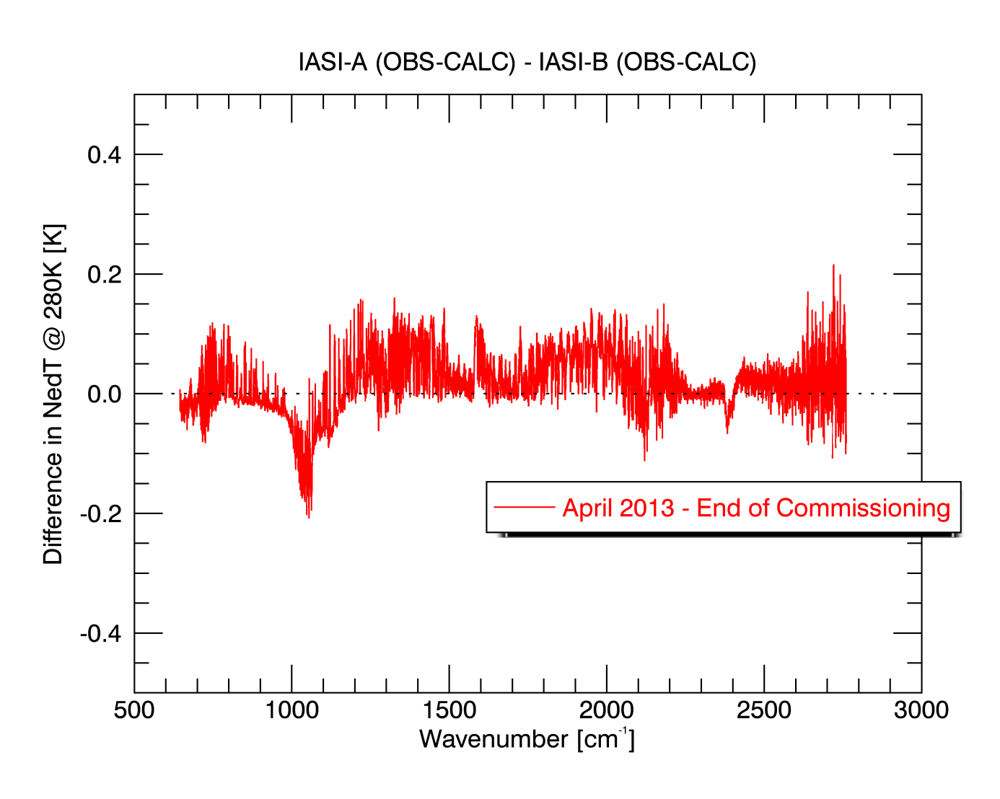 IASI-A (OBS-CALC) - IASI-B (OBS-CALC)
Difference in NedT @ 280K [K]
0.4
0.2
0.0
-0.2
-0.4
April 2013 - End of Commissioning
500 1000 1500 2000 2500 3000
Wavenumber [cm⁻¹]